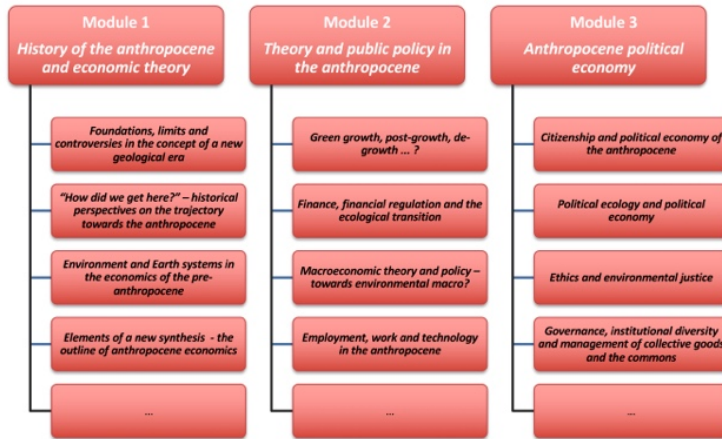 Module 1
History of the anthropocene
and economic theory
Foundations, limits and
controversies in the concept of a new
geological era
“How did we get here?” – historical
perspectives on the trajectory
towards the anthropocene
Environment and Earth systems in
the economics of the pre-
anthropocene
Elements of a new synthesis - the
outline of anthropocene economics
...
Module 2
Theory and public policy in
the anthropocene
Green growth, post-growth, de-
growth ... ?
Finance, financial regulation and the
ecological transition
Macroeconomic theory and policy –
towards environmental macro?
Employment, work and technology
in the anthropocene
...
Module 3
Anthropocene political
economy
Citizenship and political economy of
the anthropocene
Political ecology and political
economy
Ethics and environmental justice
Governance, institutional diversity
and management of collective goods
and the commons
...